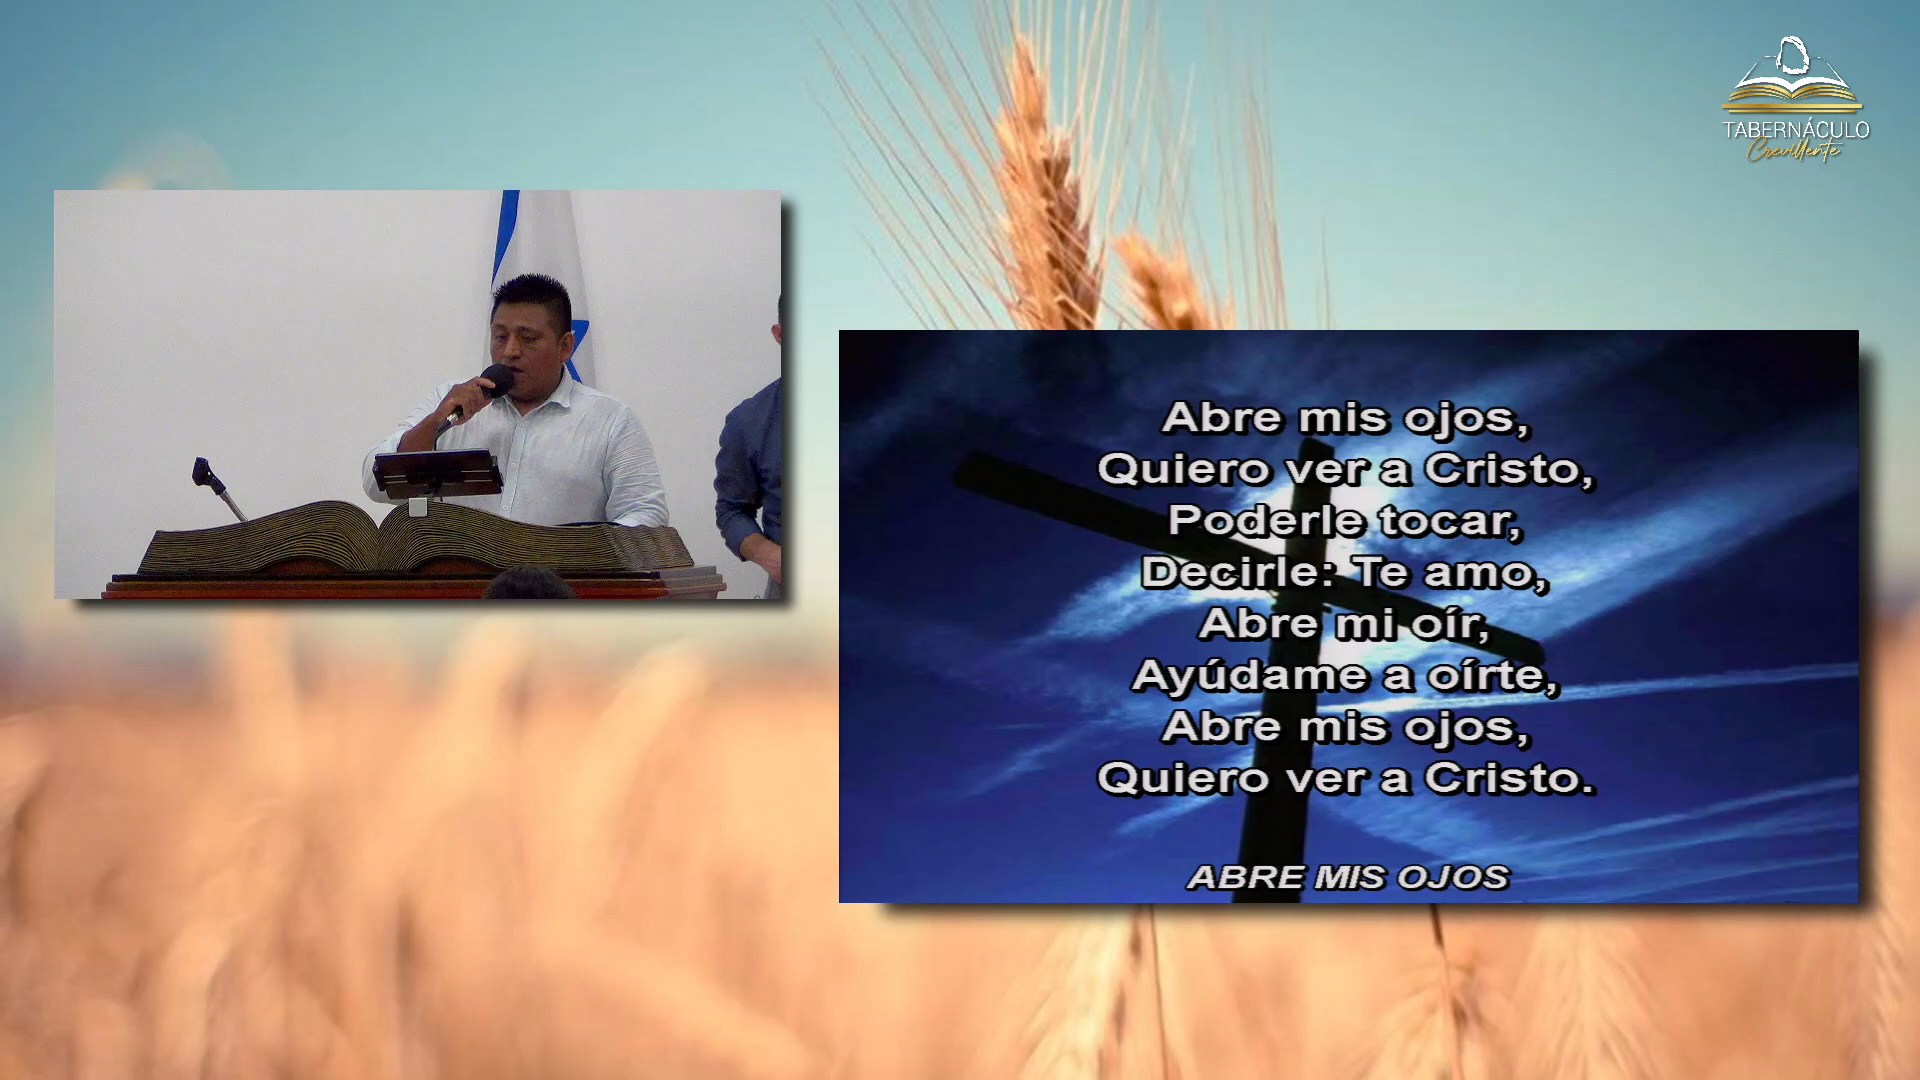 TABERNÁCULO
Crevillente
Abre mis ojos,
Quiero ver a Cristo,
Poderle tocar,
Decirle: Te amo,
Abre mi oír,
Ayúdame a oírte,
Abre mis ojos,
Quiero ver a Cristo.
ABRE MIS OJOS